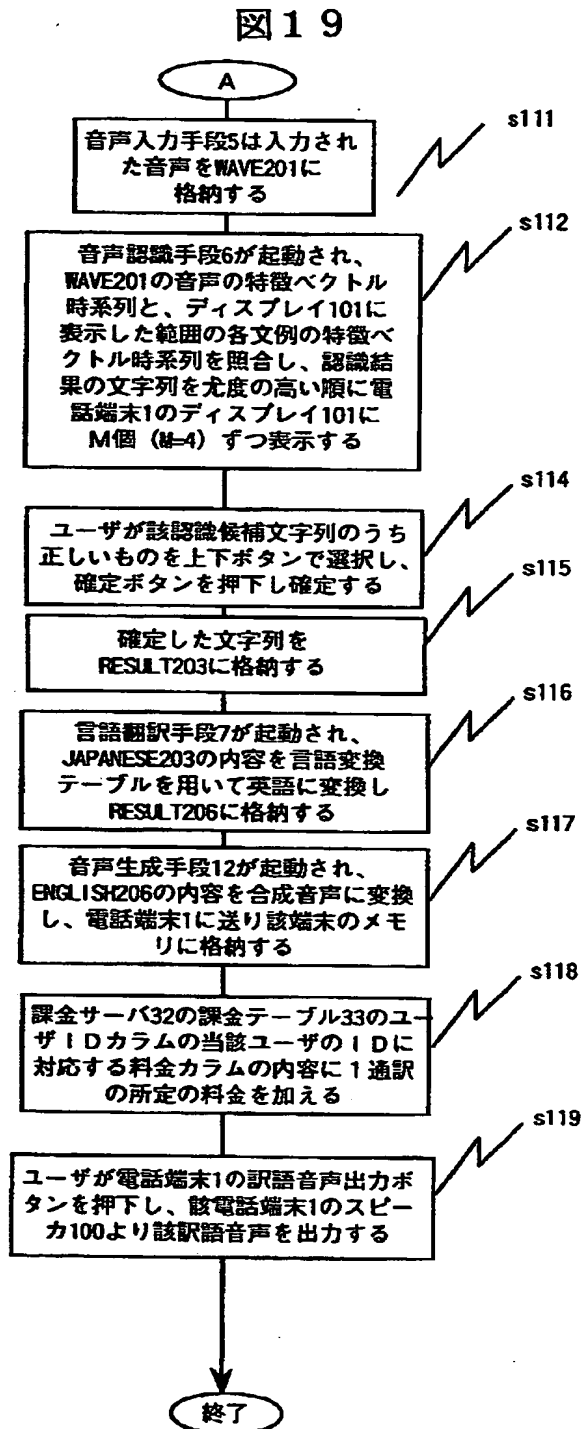 図19
A
音声入力手段5は入力され
た音声をWAVE201に
格納する
s111
音声認識手段6が起動され、
WAVE201の音声の特徴ベクトル
時系列と、ディスプレイ101に
表示した範囲の各文例の特徴ベ
クトル時系列を照合し、認識結
果の文字列を尤度の高い順に電
話端末1のディスプレイ101に
M個(M=4)ずつ表示する
s112
ユーザが該認識候補文字列のうち
正しいものを上下ボタンで選択し、
確定ボタンを押下し確定する
s114
確定した文字列を
RESULT203に格納する
s115
言語翻訳手段7が起動され、
JAPANESE203の内容を言語変換
テーブルを用いて英語に変換し
RESULT206に格納する
s116
音声生成手段12が起動され、
ENGLISH206の内容を合成音声に変換
し、電話端末1に送り該端末のメモ
リに格納する
s117
課金サーバ32の課金テーブル33のユー
ザIDカラムの当該ユーザのIDに
対応する料金カラムの内容に1通訳
の所定の料金を加える
s118
ユーザが電話端末1の訳語音声出力ボ
タンを押下し、該電話端末1のスピー
カ100より該訳語音声を出力する
s119
終了